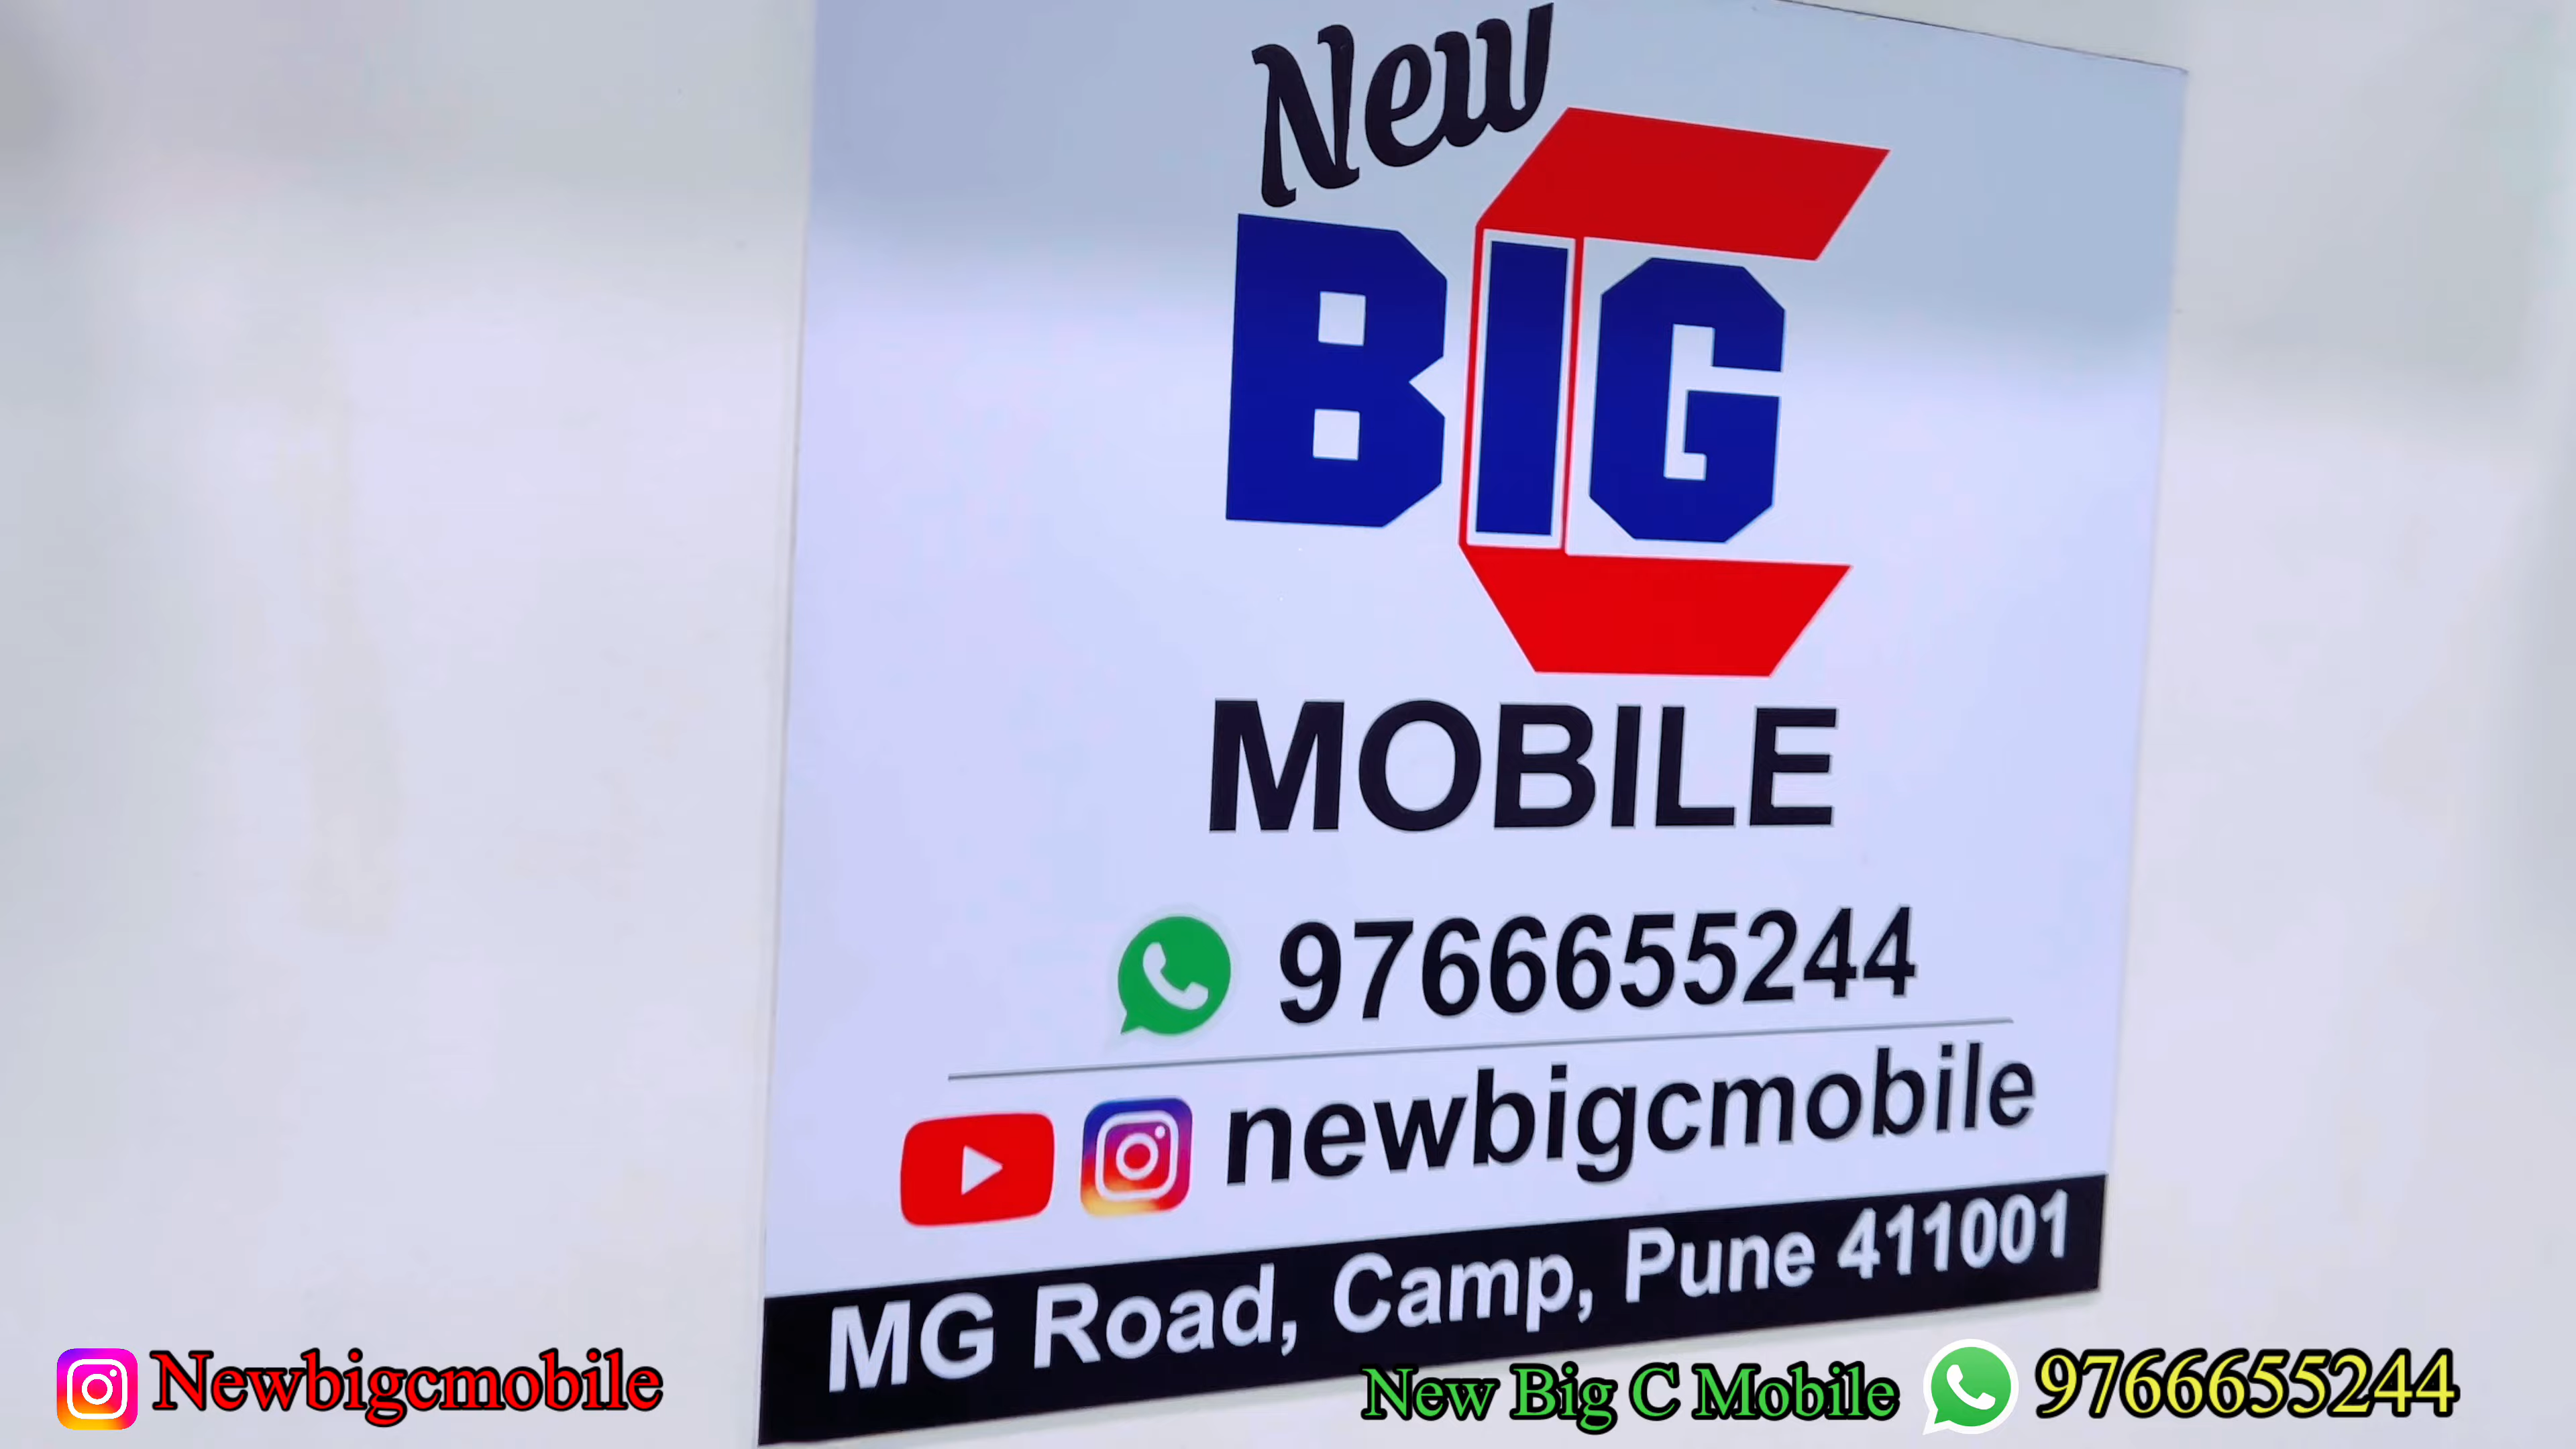 New
BIG C
MOBILE
9766655244
newbigcmobile
MG Road, Camp, Pune 411001
Newbigcmobile
New Big C Mobile 9766655244